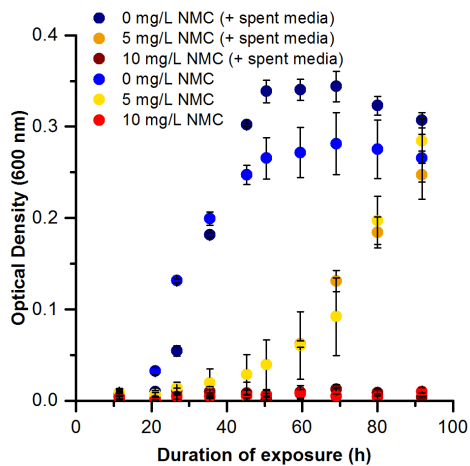 0 mg/L NMC (+ spent media)
5 mg/L NMC (+ spent media)
10 mg/L NMC (+ spent media)
0 mg/L NMC
5 mg/L NMC
10 mg/L NMC
0.4
0.3
0.2
0.1
0.0
Optical Density (600 nm)
0 20 40 60 80 100
Duration of exposure (h)